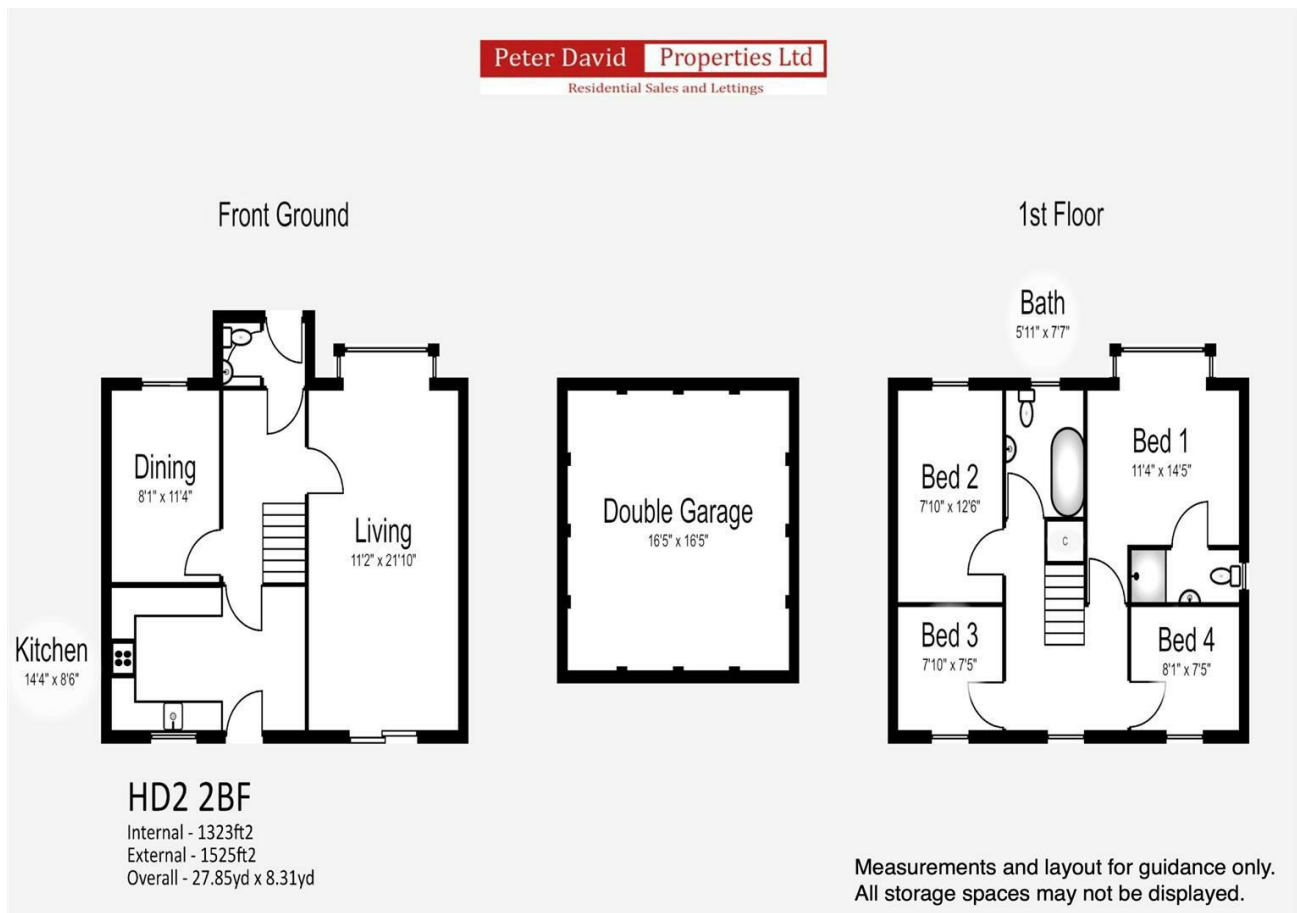 Peter David Properties Ltd
Residential Sales and Lettings
Front Ground
1st Floor
Bath
5'11" x 7'7"
Dining
8'1" x 11'4"
Living
11'2" x 21'10"
Kitchen
14'4" x 8'6"
Double Garage
16'5" x 16'5"
Bed 1
11'4" x 14'5"
Bed 2
7'10" x 12'6"
C
Bed 3
7'10" x 7'5"
Bed 4
8'1" x 7'5"
HD2 2BF
Internal - 1323ft2
External - 1525ft2
Overall - 27.85yd x 8.31yd
Measurements and layout for guidance only.
All storage spaces may not be displayed.